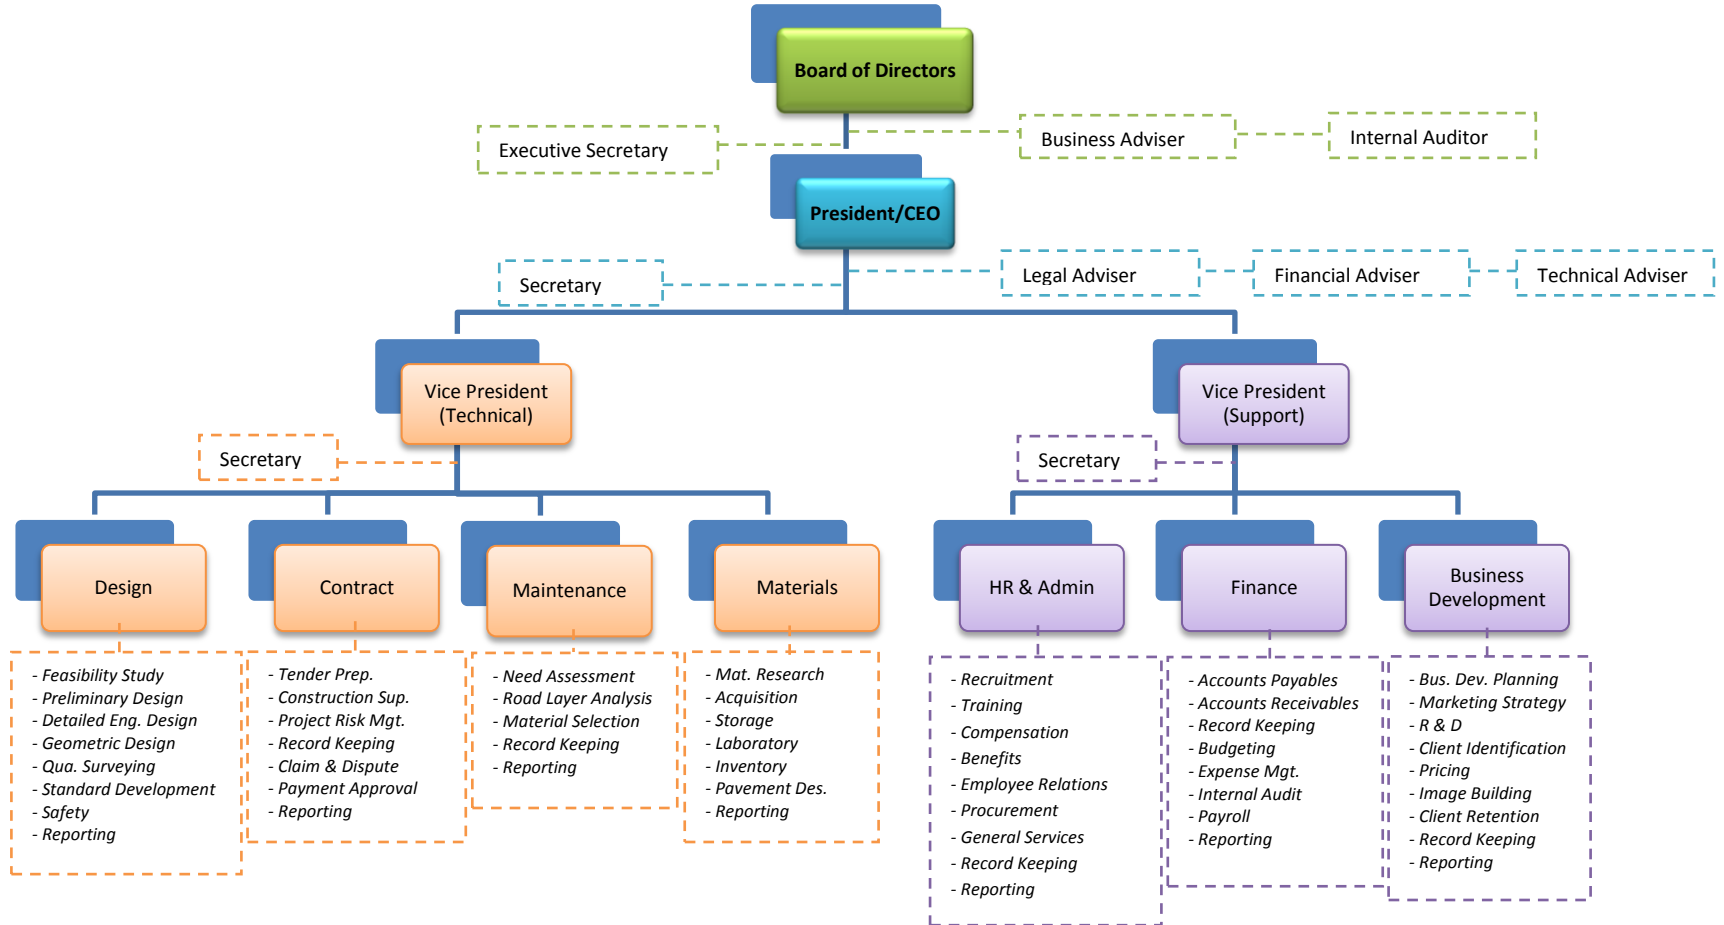 Board of Directors
Executive Secretary
Business Adviser
Internal Auditor
President/CEO
Secretary
Legal Adviser
Financial Adviser
Technical Adviser
Vice President
(Technical)
Vice President
(Support)
Secretary
Secretary
Design
Contract
Maintenance
Materials
HR & Admin
Finance
Business
Development
- Feasibility Study
- Preliminary Design
- Detailed Eng. Design
- Geometric Design
- Qua. Surveying
- Standard Development
- Safety
- Reporting
- Tender Prep.
- Construction Sup.
- Project Risk Mgt.
- Record Keeping
- Claim & Dispute
- Payment Approval
- Reporting
- Need Assessment
- Road Layer Analysis
- Material Selection
- Record Keeping
- Reporting
- Mat. Research
- Acquisition
- Storage
- Laboratory
- Inventory
- Pavement Des.
- Reporting
- Recruitment
- Training
- Compensation
- Benefits
- Employee Relations
- Procurement
- General Services
- Record Keeping
- Reporting
- Accounts Payables
- Accounts Receivables
- Record Keeping
- Budgeting
- Expense Mgt.
- Internal Audit
- Payroll
- Reporting
- Bus. Dev. Planning
- Marketing Strategy
- R & D
- Client Identification
- Pricing
- Image Building
- Client Retention
- Record Keeping
- Reporting